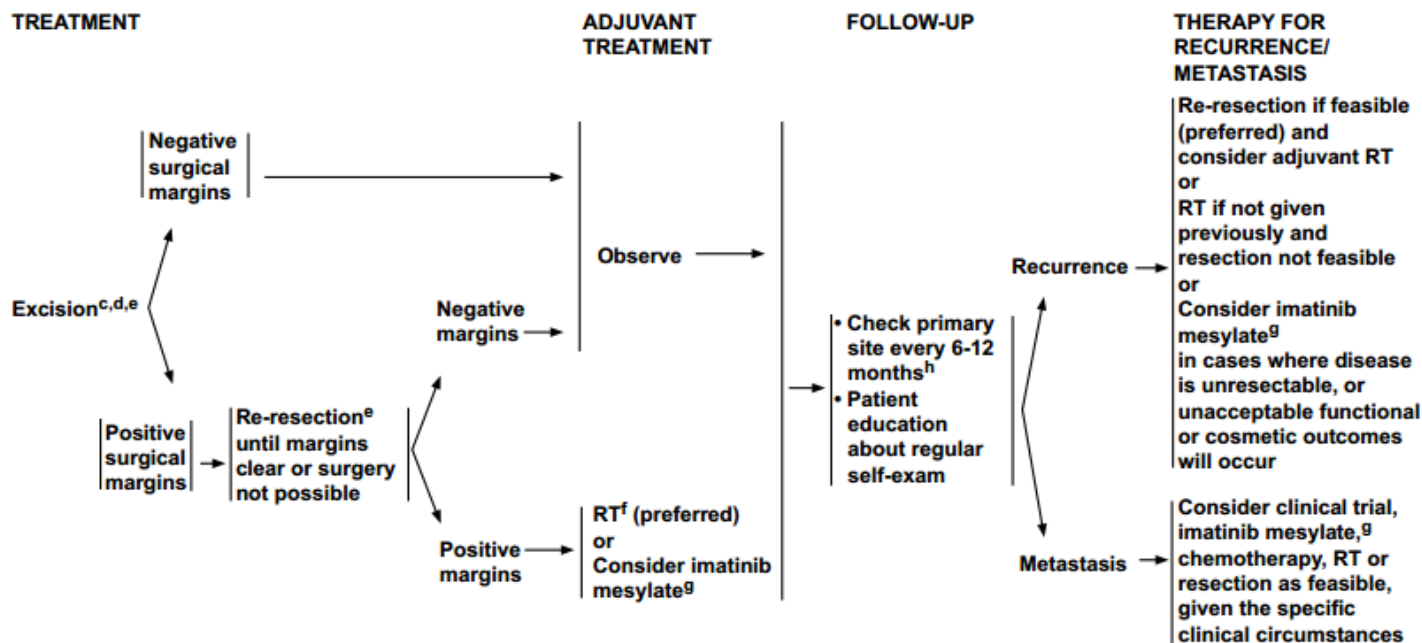 TREATMENT
ADJUVANT
TREATMENT
FOLLOW-UP
THERAPY FOR
RECURRENCE/
METASTASIS
Excisionc,d,e
Negative
surgical
margins
Positive
surgical
margins
Re-resectione
until margins
clear or surgery
not possible
Negative
margins
Positive
margins
Observe
RTf (preferred)
or
Consider imatinib
mesylateg
• Check primary
site every 6-12
monthsh
• Patient
education
about regular
self-exam
Recurrence
Re-resection if feasible
(preferred) and
consider adjuvant RT
or
RT if not given
previously and
resection not feasible
or
Consider imatinib
mesylateg
in cases where disease
is unresectable, or
unacceptable functional
or cosmetic outcomes
will occur
Metastasis
Consider clinical trial,
imatinib mesylate,g
chemotherapy, RT or
resection as feasible,
given the specific
clinical circumstances